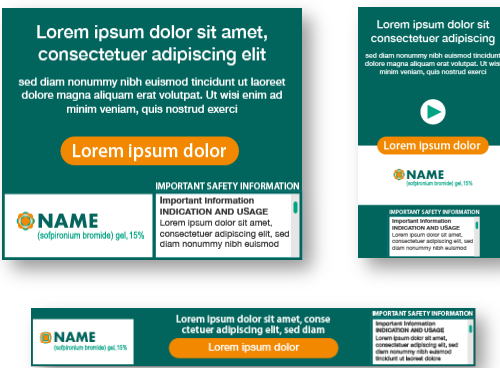 Lorem ipsum dolor sit amet,
consectetuer adipiscing elit
sed diam nonummy nibh euismod tincidunt ut laoreet
dolore magna aliquam erat volutpat. Ut wisi enim ad
minim veniam, quis nostrud exerci
Lorem ipsum dolor
IMPORTANT SAFETY INFORMATION
NAME
(sofpironium bromide) gel, 15%
Important Information
INDICATION AND USAGE
Lorem ipsum dolor sit amet,
consectetuer adipiscing elit, sed
diam nonummy nibh euismod
Lorem ipsum dolor sit
consectetuer adipiscing
sed diam nonummy nibh euismod tincidunt
dolore magna aliquam erat volutpat. Ut wisi
minim veniam, quis nostrud exerci
Lorem ipsum dolor
NAME
(sofpironium bromide) gel, 15%
IMPORTANT SAFETY INFORMATION
Important Information
INDICATION AND USAGE
Lorem ipsum dolor sit amet,
consectetuer adipiscing elit, sed
diam nonummy nibh euismod
NAME
(sofpironium bromide) gel, 15%
Lorem ipsum dolor sit amet, conse
ctetuer adipiscing elit, sed diam
Lorem ipsum dolor
IMPORTANT SAFETY INFORMATION
Important Information
INDICATION AND USAGE
Lorem ipsum dolor sit amet,
consectetuer adipiscing elit, sed
diam nonummy nibh euismod
tincidunt ut laoreet dolore